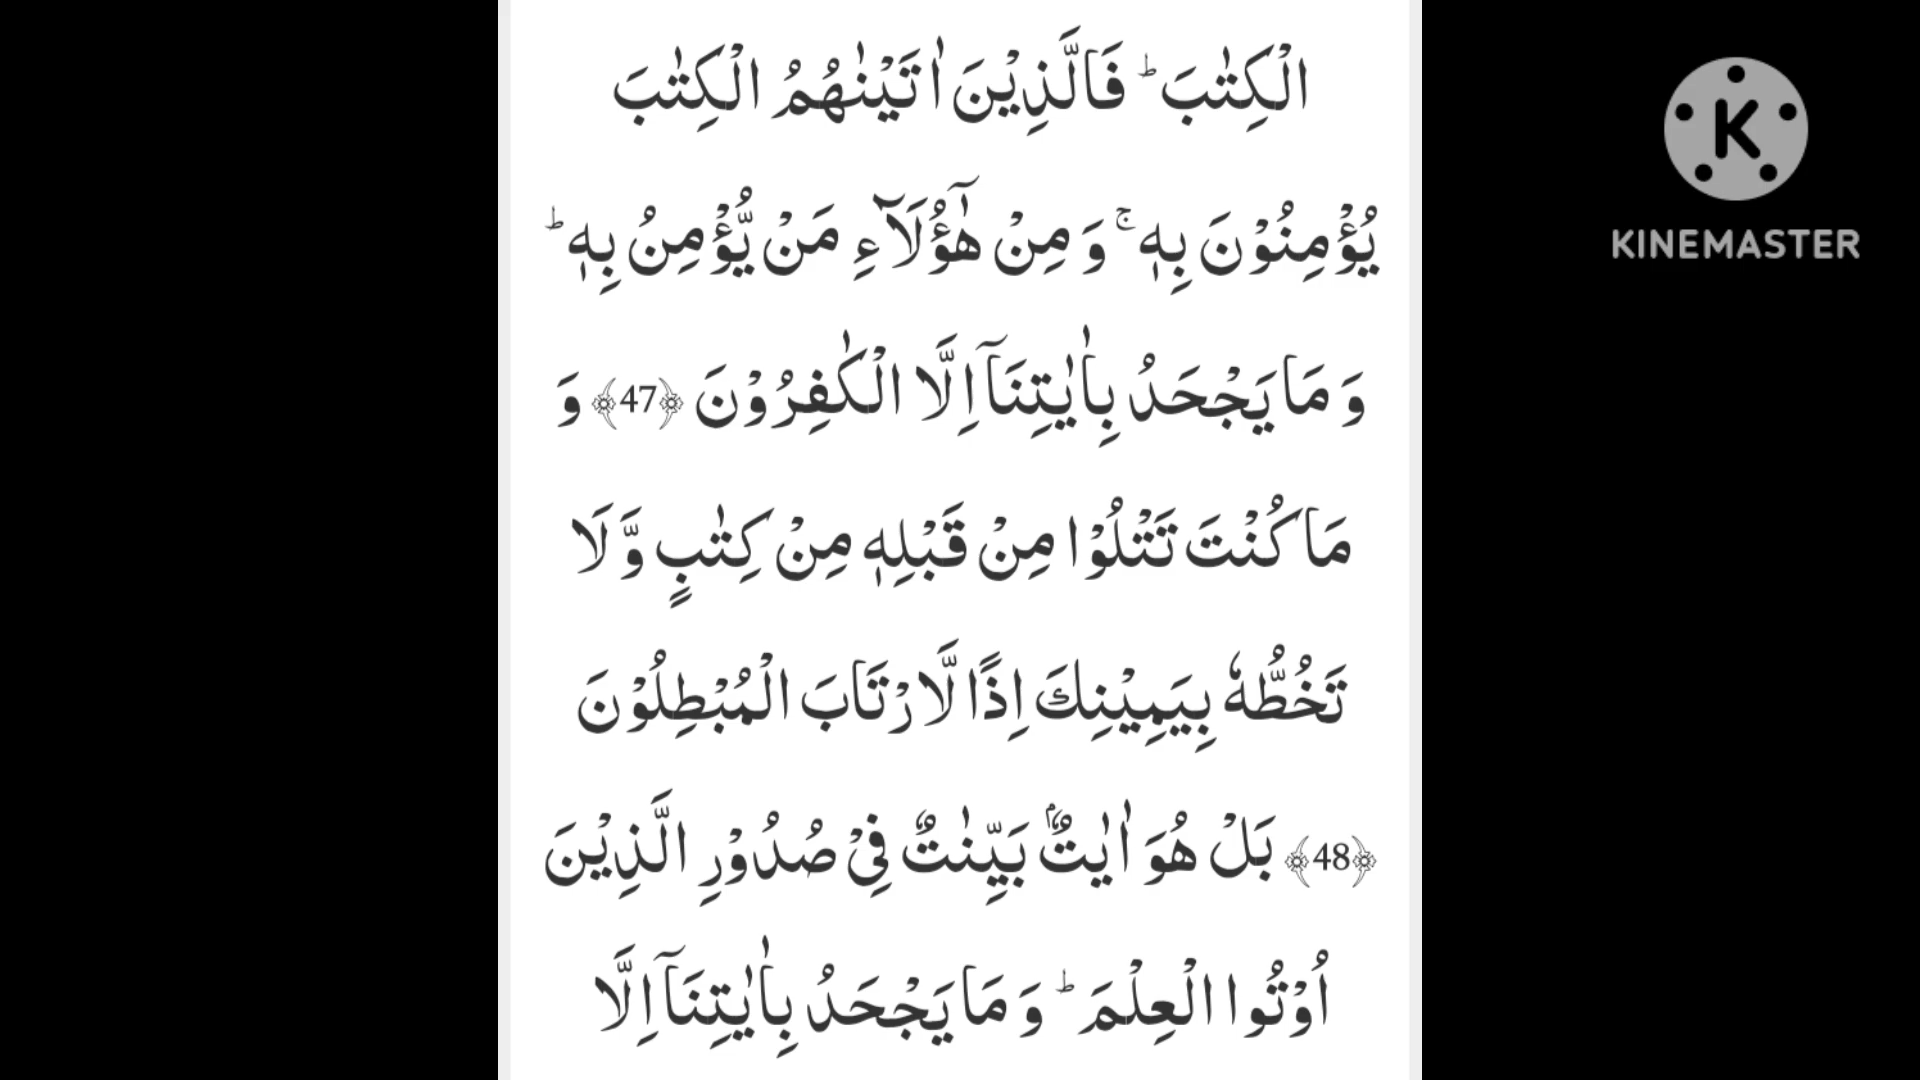 الْكِتٰبَ ؕ فَالَّذِیْنَ اٰتَیْنٰهُمُ الْكِتٰبَ
یُؤْمِنُوْنَ بِهٖ ۚ وَ مِنْ هٰۤؤُلَآءِ مَنْ یُّؤْمِنُ بِهٖ ؕ
وَ مَا یَجْحَدُ بِاٰیٰتِنَاۤ اِلَّا الْكٰفِرُوْنَ ﴿47﴾ وَ
مَا كُنْتَ تَتْلُوْا مِنْ قَبْلِهٖ مِنْ كِتٰبٍ وَّ لَا
تَخُطُّهٗ بِیَمِیْنِكَ اِذًا لَّارْتَابَ الْمُبْطِلُوْنَ
﴿48﴾ بَلْ هُوَ اٰیٰتٌۢ بَیِّنٰتٌ فِیْ صُدُوْرِ الَّذِیْنَ
اُوْتُوا الْعِلْمَ ؕ وَ مَا یَجْحَدُ بِاٰیٰتِنَاۤ اِلَّا
K
KINEMASTER